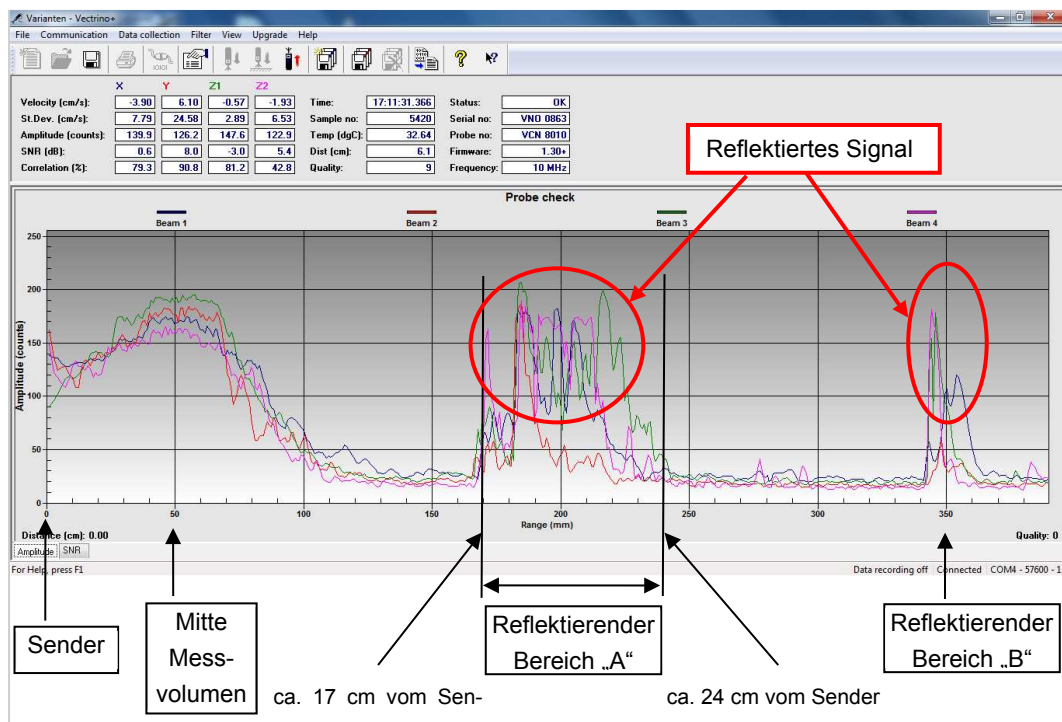 Varianten - Vectrino+
File Communication Data collection Filter View Upgrade Help
X Y Z1 Z2
Velocity (cm/s): -3.90 6.10 -0.57 -1.93 Time: 17:11:31.366 Status: OK
St.Dev. (cm/s): 7.79 24.58 2.89 6.53 Sample no: 5420 Serial no: VNO 0863
Amplitude (counts): 139.9 126.2 147.6 122.9 Temp (dgC): 32.64 Probe no: VCN 8010
SNR (dB): 0.6 8.0 -3.0 5.4 Dist (cm): 6.1 Firmware: 1.30+
Correlation (%): 79.3 90.8 81.2 42.8 Quality: 9 Frequency: 10 MHz
Reflektiertes Signal
Probe check
Beam 1 Beam 2 Beam 3 Beam 4
Amplitude (counts)
250
200
150
100
50
0
0 50 100 150 200 250 300 350
Range (mm)
Distance (cm): 0.00 Quality: 0
Amplitude SNR
For Help, press F1 Data recording off Connected COM4 - 57600 - 1
Sender
Mitte
Mess-
volumen
Reflektierender
Bereich „A“
Reflektierender
Bereich „B“
ca. 17 cm vom Sen-
ca. 24 cm vom Sender